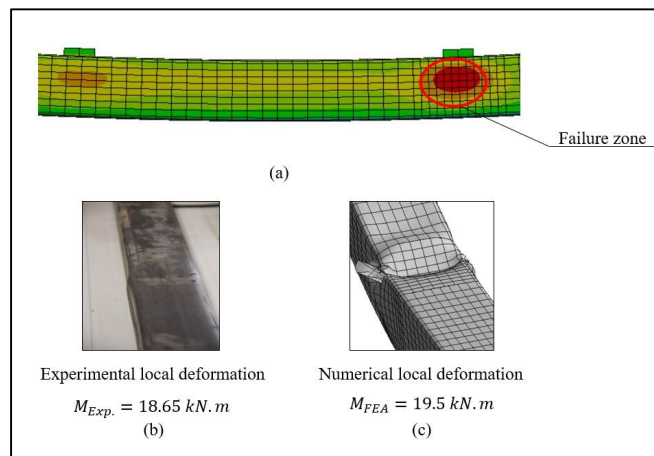 Failure zone
(a)
Experimental local deformation
Numerical local deformation
M_Exp. = 18.65 kN.m
M_FEA = 19.5 kN.m
(b)
(c)